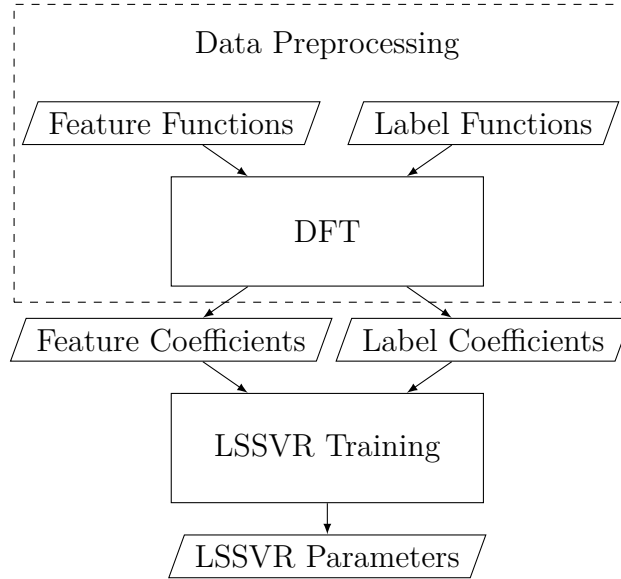 Data Preprocessing
Feature Functions
Label Functions
DFT
Feature Coefficients
Label Coefficients
LSSVR Training
LSSVR Parameters